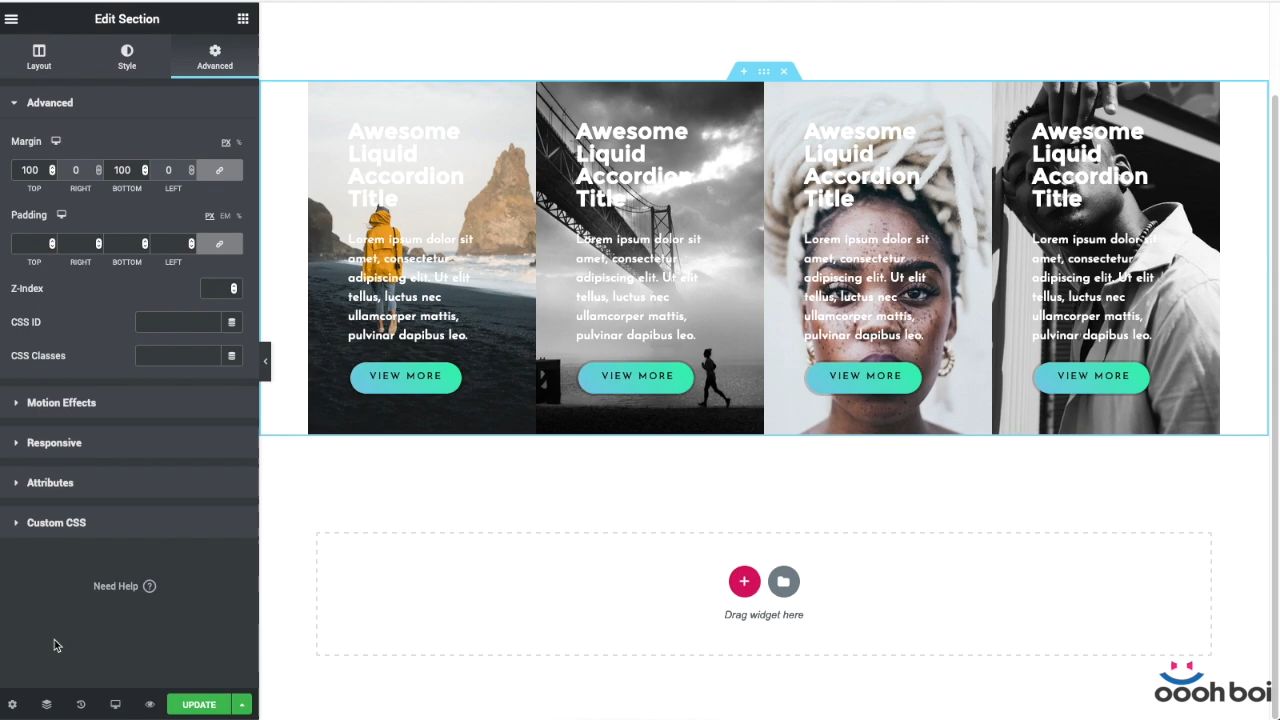 Edit Section
Layout
Style
Advanced
Advanced
Margin
PX %
100 0 100 0
TOP RIGHT BOTTOM LEFT
Padding
PX EM %
TOP RIGHT BOTTOM LEFT
Z-Index
CSS ID
CSS Classes
Motion Effects
Responsive
Attributes
Custom CSS
Need Help ?
UPDATE
Awesome
Liquid
Accordion
Title
Lorem ipsum dolor sit
amet, consectetur
adipiscing elit. Ut elit
tellus, luctus nec
ullamcorper mattis,
pulvinar dapibus leo.
VIEW MORE
Awesome
Liquid
Accordion
Title
Lorem ipsum dolor sit
amet, consectetur
adipiscing elit. Ut elit
tellus, luctus nec
ullamcorper mattis,
pulvinar dapibus leo.
VIEW MORE
Awesome
Liquid
Accordion
Title
Lorem ipsum dolor sit
amet, consectetur
adipiscing elit. Ut elit
tellus, luctus nec
ullamcorper mattis,
pulvinar dapibus leo.
VIEW MORE
Awesome
Liquid
Accordion
Title
Lorem ipsum dolor sit
amet, consectetur
adipiscing elit. Ut elit
tellus, luctus nec
ullamcorper mattis,
pulvinar dapibus leo.
VIEW MORE
Drag widget here
oooh boi